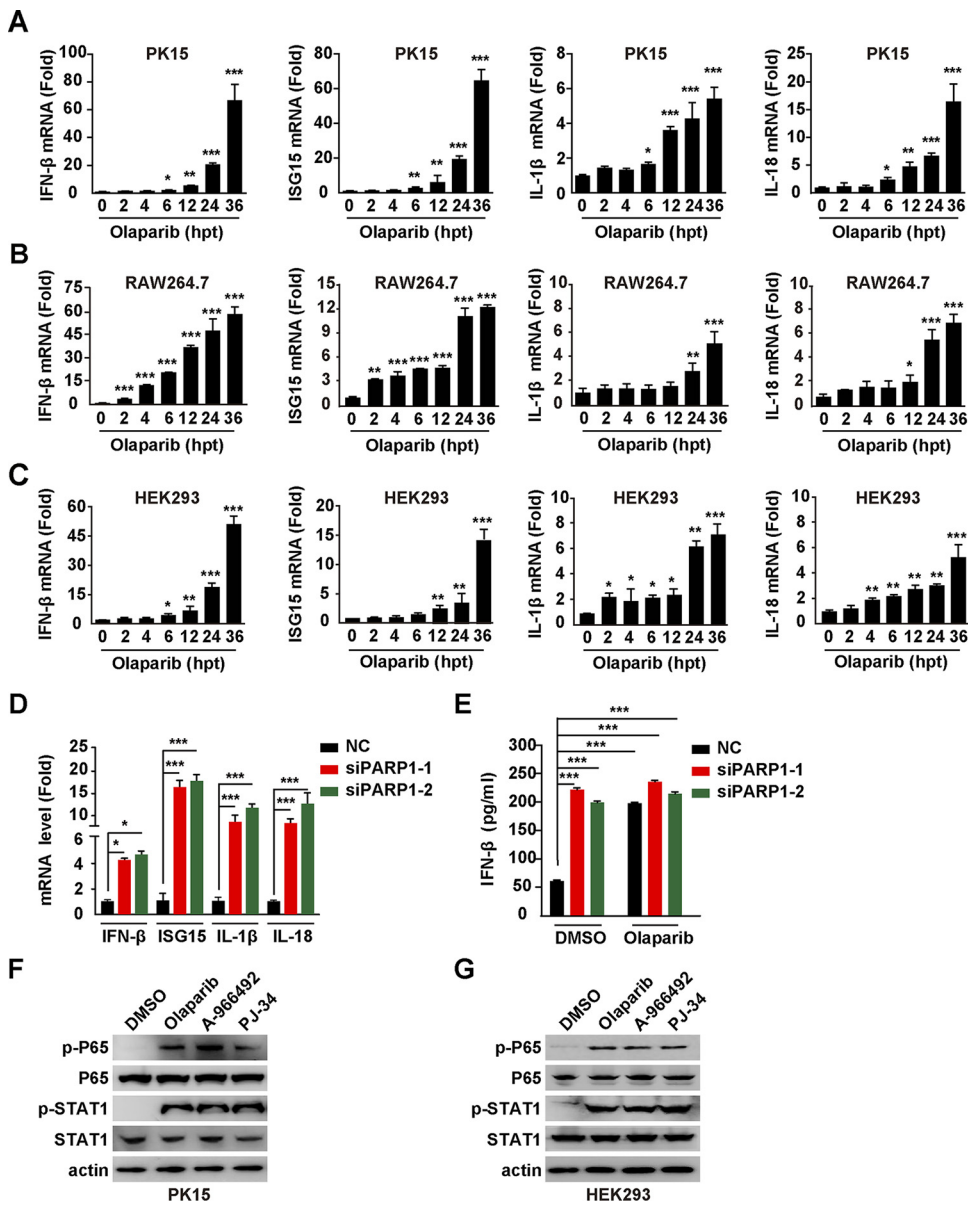 A
PK15
IFN-β mRNA (Fold)
100
80
60
40
20
0
* ** *** ***
0 2 4 6 12 24 36
Olaparib (hpt)
PK15
ISG15 mRNA (Fold)
80
60
40
20
0
** ** *** ***
0 2 4 6 12 24 36
Olaparib (hpt)
PK15
IL-1β mRNA (Fold)
8
6
4
2
0
* *** *** ***
0 2 4 6 12 24 36
Olaparib (hpt)
PK15
IL-18 mRNA (Fold)
25
20
15
10
5
0
* ** *** ***
0 2 4 6 12 24 36
Olaparib (hpt)
B
RAW264.7
IFN-β mRNA (Fold)
75
60
45
30
15
0
*** *** *** *** *** ***
0 2 4 6 12 24 36
Olaparib (hpt)
RAW264.7
ISG15 mRNA (Fold)
15
12
9
6
3
0
** *** *** *** *** ***
0 2 4 6 12 24 36
Olaparib (hpt)
RAW264.7
IL-1β mRNA (Fold)
10
8
6
4
2
0
** ***
0 2 4 6 12 24 36
Olaparib (hpt)
RAW264.7
IL-18 mRNA (Fold)
10
8
6
4
2
0
* *** ***
0 2 4 6 12 24 36
Olaparib (hpt)
C
HEK293
IFN-β mRNA (Fold)
60
45
30
15
0
* ** *** ***
0 2 4 6 12 24 36
Olaparib (hpt)
HEK293
ISG15 mRNA (Fold)
20
15
10
5
0
** ** ***
0 2 4 6 12 24 36
Olaparib (hpt)
HEK293
IL-1β mRNA (Fold)
10
8
6
4
2
0
* * * * ** ***
0 2 4 6 12 24 36
Olaparib (hpt)
HEK293
IL-18 mRNA (Fold)
8
6
4
2
0
** ** ** ** ***
0 2 4 6 12 24 36
Olaparib (hpt)
D
mRNA level (Fold)
25
20
15
10
6
4
2
0
* *
*** ***
*** ***
*** ***
IFN-β ISG15 IL-1β IL-18
NC
siPARP1-1
siPARP1-2
E
IFN-β (pg/ml)
300
250
200
150
100
50
0
***
***
***
***
***
DMSO Olaparib
NC
siPARP1-1
siPARP1-2
F
DMSO Olaparib A-966492 PJ-34
p-P65
P65
p-STAT1
STAT1
actin
PK15
G
DMSO Olaparib A-966492 PJ-34
p-P65
P65
p-STAT1
STAT1
actin
HEK293